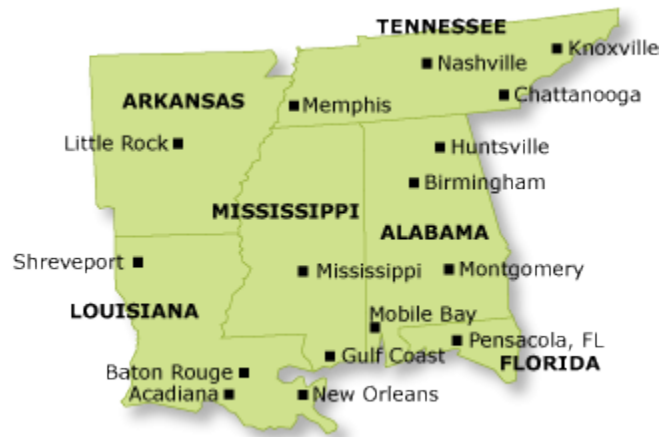 TENNESSEE
Knoxville
Nashville
Chattanooga
ARKANSAS
Memphis
Little Rock
Huntsville
Birmingham
MISSISSIPPI
ALABAMA
Shreveport
Mississippi
Montgomery
LOUISIANA
Mobile Bay
Pensacola, FL
Gulf Coast
FLORIDA
Baton Rouge
Acadiana
New Orleans